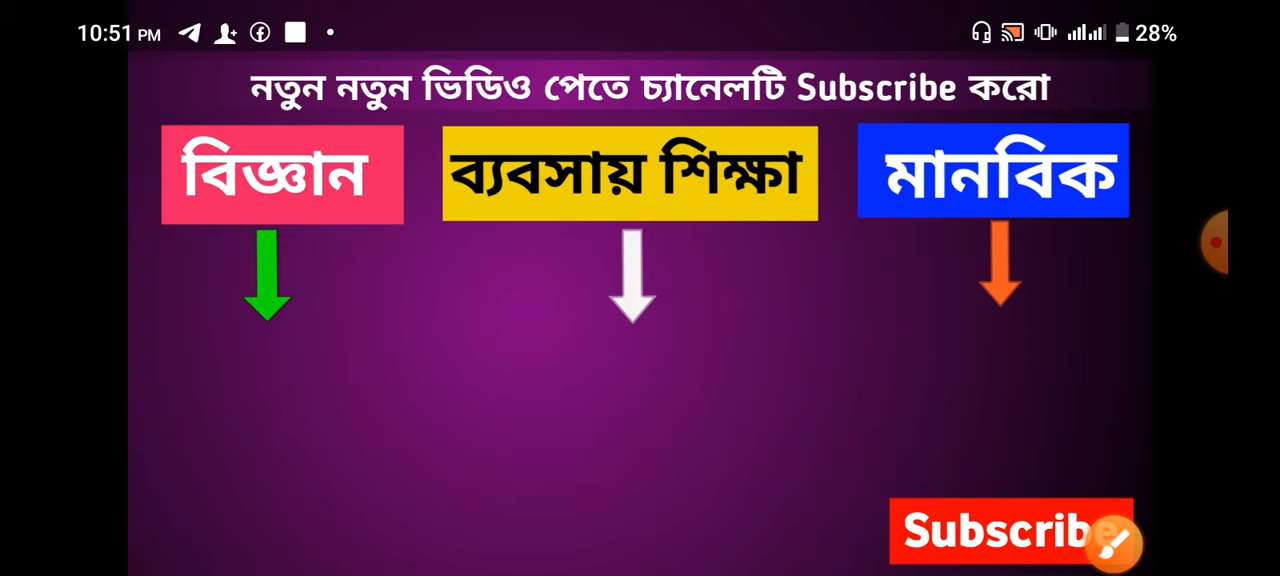 10:51 PM 28%
নতুন নতুন ভিডিও পেতে চ্যানেলটি Subscribe করো
বিজ্ঞান ব্যবসায় শিক্ষা মানবিক
Subscribe